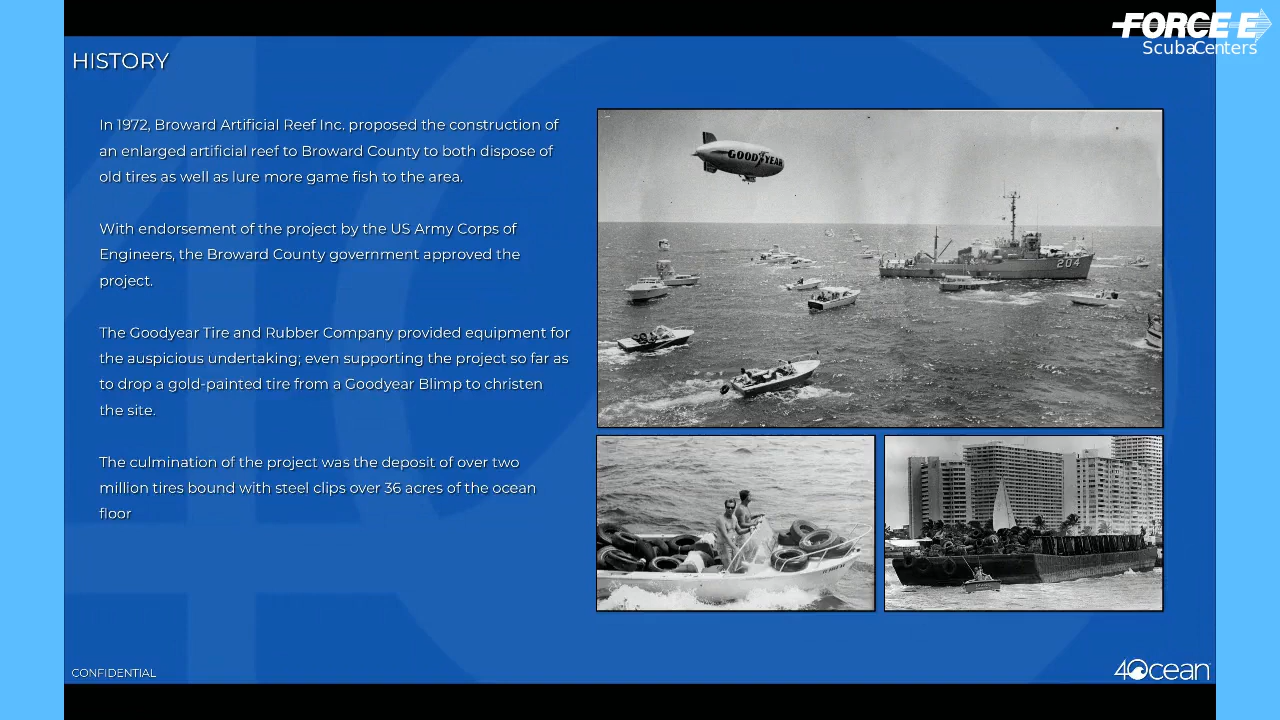 FORCE-E
ScubaCenters
HISTORY
In 1972, Broward Artificial Reef Inc. proposed the construction of
an enlarged artificial reef to Broward County to both dispose of
old tires as well as lure more game fish to the area.
With endorsement of the project by the US Army Corps of
Engineers, the Broward County government approved the
project.
The Goodyear Tire and Rubber Company provided equipment for
the auspicious undertaking; even supporting the project so far as
to drop a gold-painted tire from a Goodyear Blimp to christen
the site.
The culmination of the project was the deposit of over two
million tires bound with steel clips over 36 acres of the ocean
floor
GOODYEAR
204
CONFIDENTIAL
4Ocean